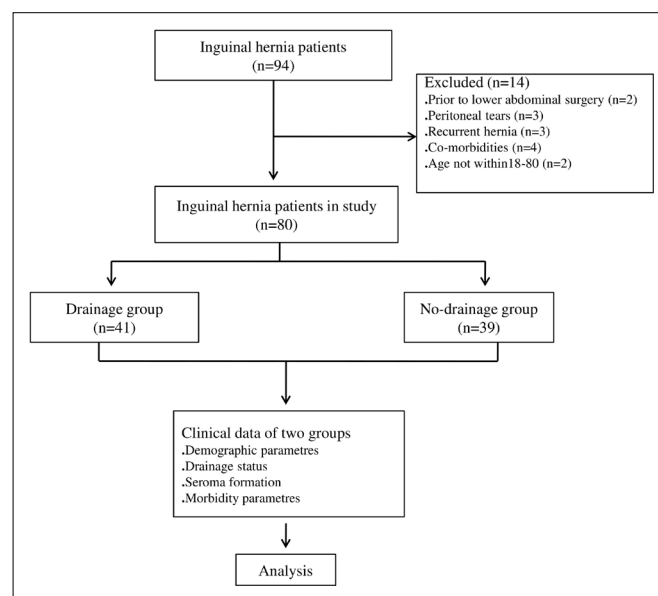 Inguinal hernia patients
(n=94)
Excluded (n=14)
.Prior to lower abdominal surgery (n=2)
.Peritoneal tears (n=3)
.Recurrent hernia (n=3)
.Co-morbidities (n=4)
.Age not within18-80 (n=2)
Inguinal hernia patients in study
(n=80)
Drainage group
(n=41)
No-drainage group
(n=39)
Clinical data of two groups
.Demographic parametres
.Drainage status
.Seroma formation
.Morbidity parametres
Analysis